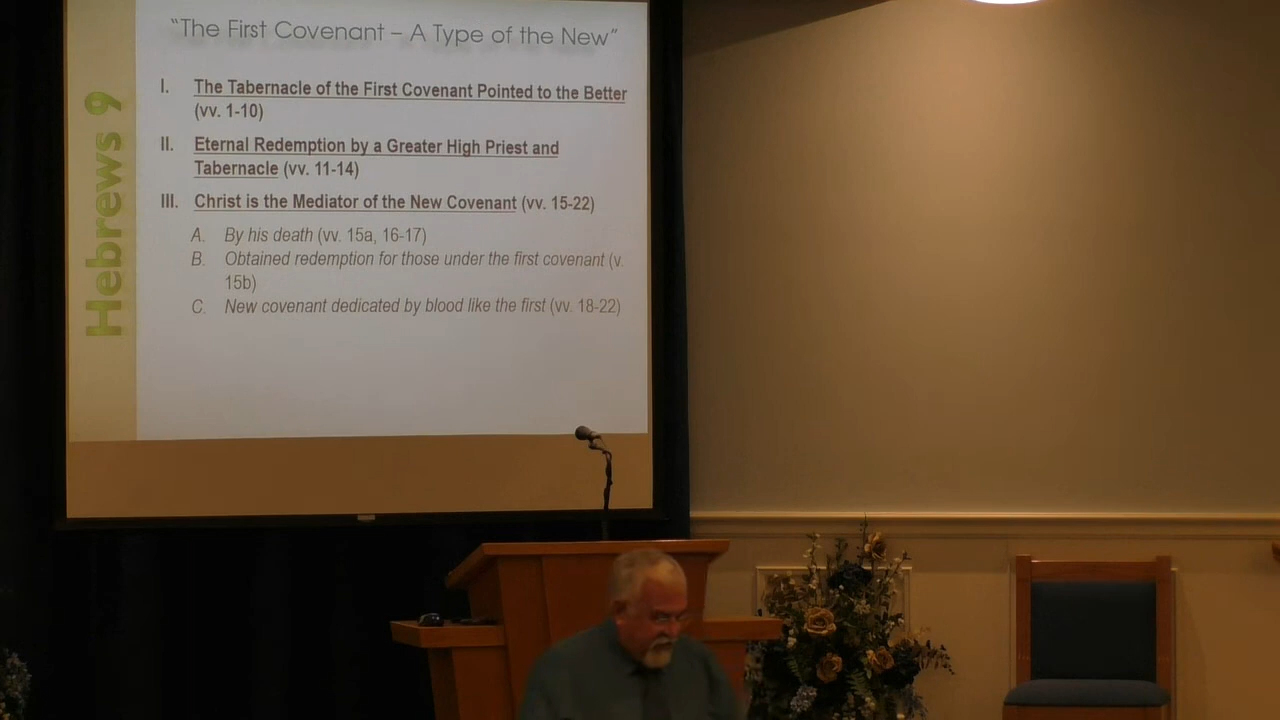 "The First Covenant – A Type of the New"
Hebrews 9
I. The Tabernacle of the First Covenant Pointed to the Better
(vv. 1-10)
II. Eternal Redemption by a Greater High Priest and
Tabernacle (vv. 11-14)
III. Christ is the Mediator of the New Covenant (vv. 15-22)
A. By his death (vv. 15a, 16-17)
B. Obtained redemption for those under the first covenant (v.
15b)
C. New covenant dedicated by blood like the first (vv. 18-22)